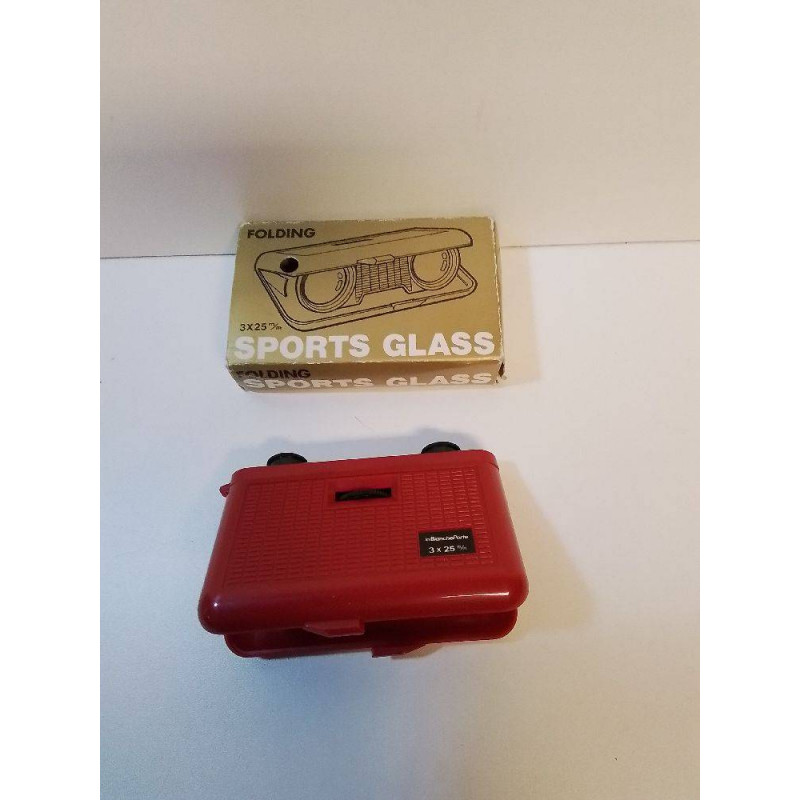 FOLDING
3X25 m/m
SPORTS GLASS
FOLDING
SPORTS GLASS
3 x 25 m/m